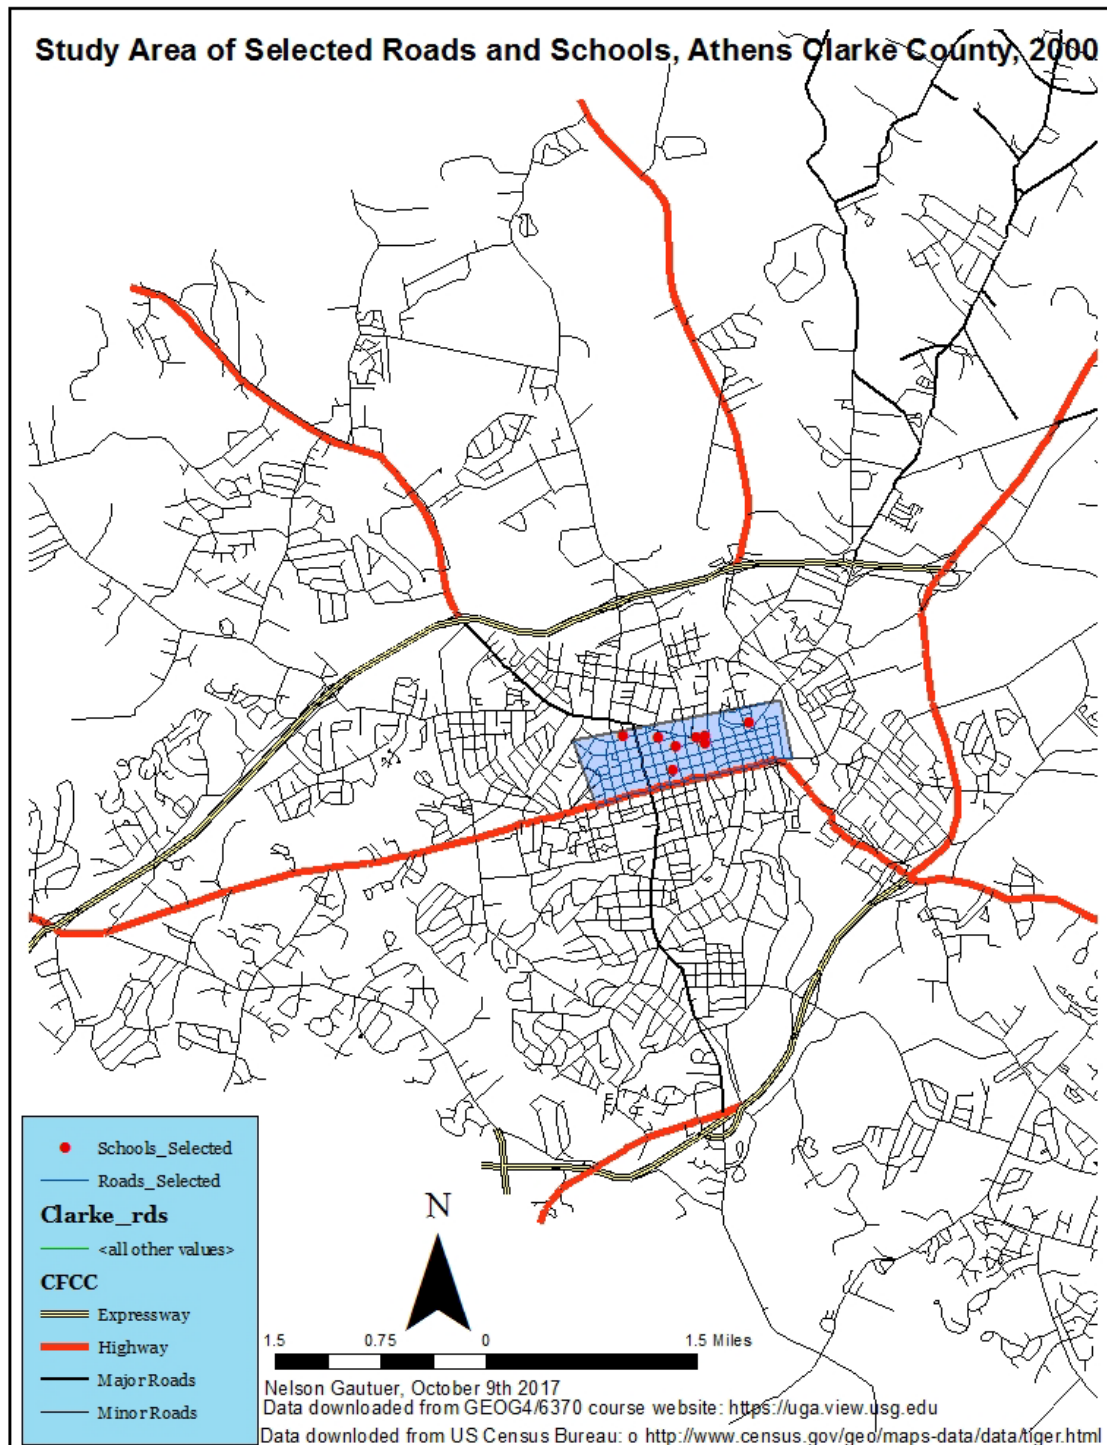 Study Area of Selected Roads and Schools, Athens Clarke County, 2000
Schools_Selected
Roads_Selected
Clarke_rds
<all other values>
CFCC
Expressway
Highway
Major Roads
Minor Roads
N
1.5 0.75 0 1.5 Miles
Nelson Gautuer, October 9th 2017
Data downloaded from GEOG4/6370 course website: https://uga.view.usg.edu
Data downloded from US Census Bureau: o http://www.census.gov/geo/maps-data/data/tiger.html